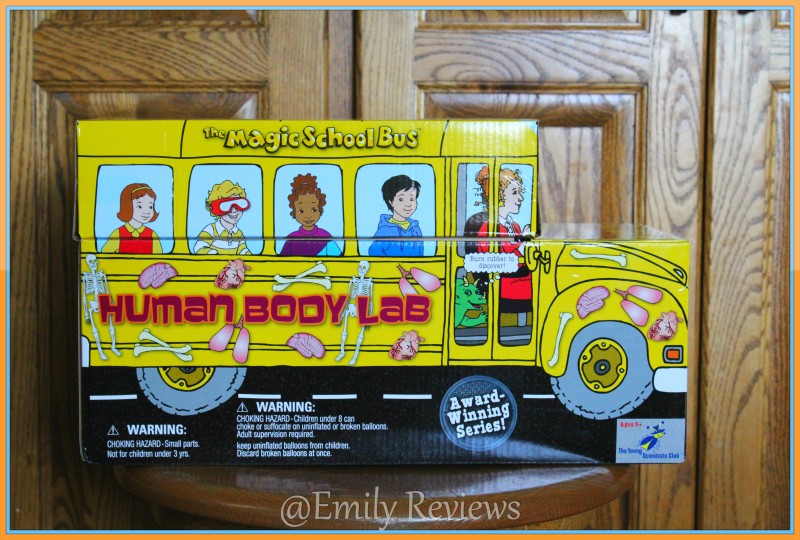 The Magic School Bus
Burn rubber to
discover!
Human Body Lab
Award-
Winning
Series!
⚠ WARNING:
CHOKING HAZARD-Small parts.
Not for children under 3 yrs.
⚠ WARNING:
CHOKING HAZARD-Children under 8 can
choke or suffocate on uninflated or broken balloons.
Adult supervision required.
keep uninflated balloons from children.
Discard broken balloons at once.
Ages 5+
The Young
Scientists Club
@Emily Reviews